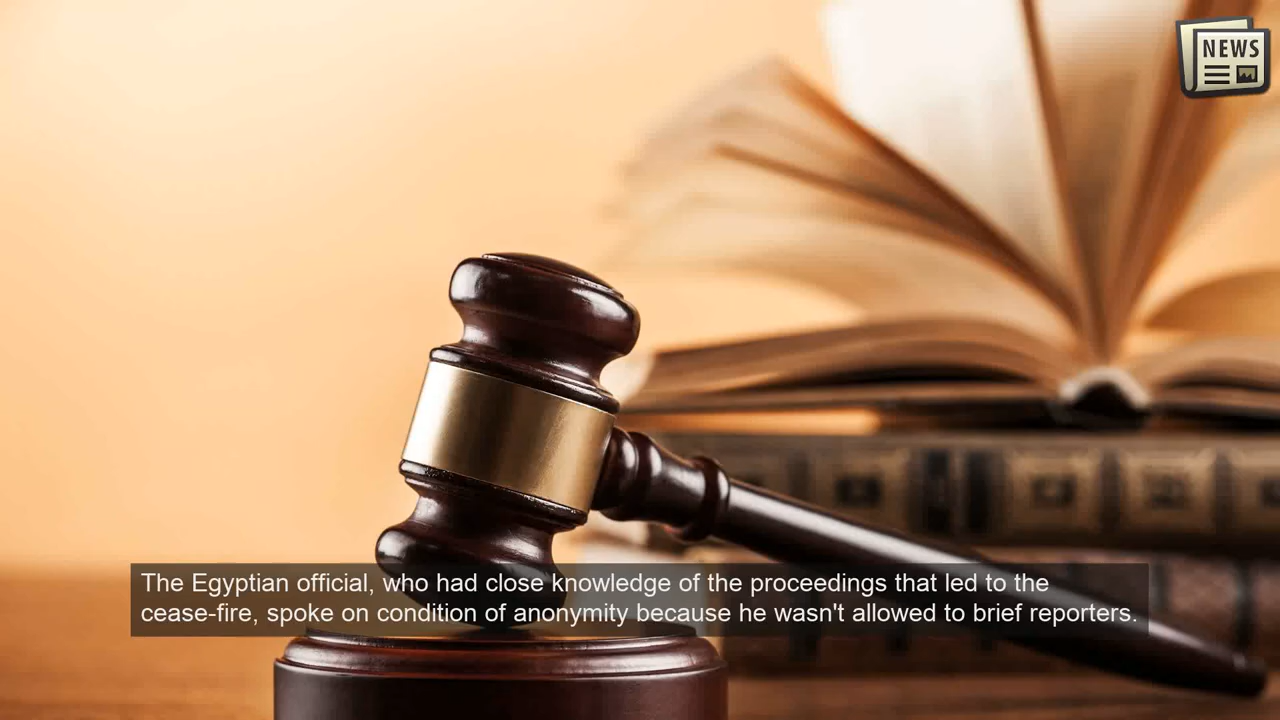 NEWS
The Egyptian official, who had close knowledge of the proceedings that led to the
cease-fire, spoke on condition of anonymity because he wasn't allowed to brief reporters.